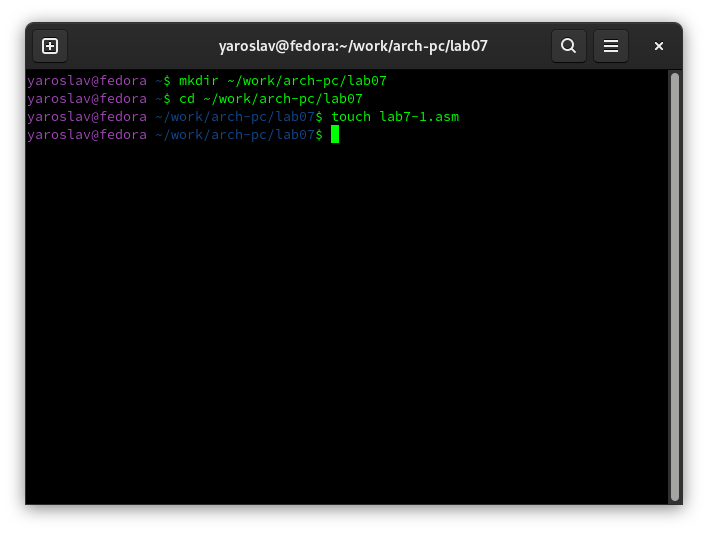 yaroslav@fedora:~/work/arch-pc/lab07
yaroslav@fedora ~$ mkdir ~/work/arch-pc/lab07
yaroslav@fedora ~$ cd ~/work/arch-pc/lab07
yaroslav@fedora ~/work/arch-pc/lab07$ touch lab7-1.asm
yaroslav@fedora ~/work/arch-pc/lab07$